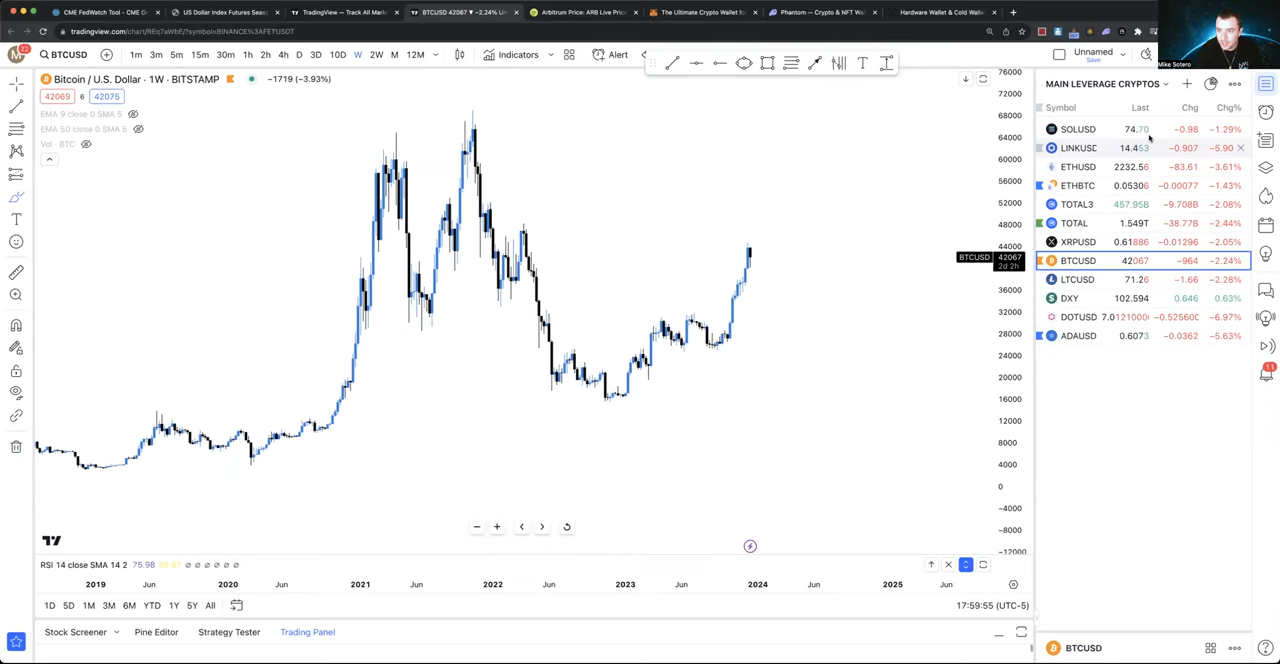 CME FedWatch Tool - CME G
US Dollar Index Futures Seas
TradingView — Track All Mark
BTCUSD 42067 ▼ −2.24% U
Arbitrum Price: ARB Live Pric
The Ultimate Crypto Wallet fo
Phantom — Crypto & NFT Wa
Hardware Wallet & Cold Wall
tradingview.com/chart/REq7aWbE/?symbol=BINANCE%3AFETUSDT
M 22 BTCUSD 1m 3m 5m 15m 30m 1h 2h 4h D 3D 10D W 2W M 12M Indicators Alert
Unnamed
Save
Mike Sotero
Bitcoin / U.S. Dollar · 1W · BITSTAMP −1719 (−3.93%)
42069 6 42075
EMA 9 close 0 SMA 5
EMA 50 close 0 SMA 5
Vol · BTC
76000
72000
68000
64000
60000
56000
52000
48000
44000
BTCUSD 42067
2d 2h
36000
32000
28000
24000
20000
16000
12000
8000
4000
0
−4000
−8000
−12000
RSI 14 close SMA 14 2 75.98
2019 Jun 2020 Jun 2021 Jun 2022 Jun 2023 Jun 2024 Jun 2025 Jun
1D 5D 1M 3M 6M YTD 1Y 5Y All
17:59:55 (UTC-5)
Stock Screener Pine Editor Strategy Tester Trading Panel
MAIN LEVERAGE CRYPTOS
Symbol Last Chg Chg%
SOLUSD 74.70 −0.98 −1.29%
LINKUSD 14.453 −0.907 −5.90
ETHUSD 2232.56 −83.61 −3.61%
ETHBTC 0.05306 −0.00077 −1.43%
TOTAL3 457.95B −9.708B −2.08%
TOTAL 1.549T −38.77B −2.44%
XRPUSD 0.61886 −0.01296 −2.05%
BTCUSD 42067 −964 −2.24%
LTCUSD 71.26 −1.66 −2.28%
DXY 102.594 0.646 0.63%
DOTUSD 7.0121000 −0.52560 −6.97%
ADAUSD 0.6073 −0.0362 −5.63%
11
BTCUSD